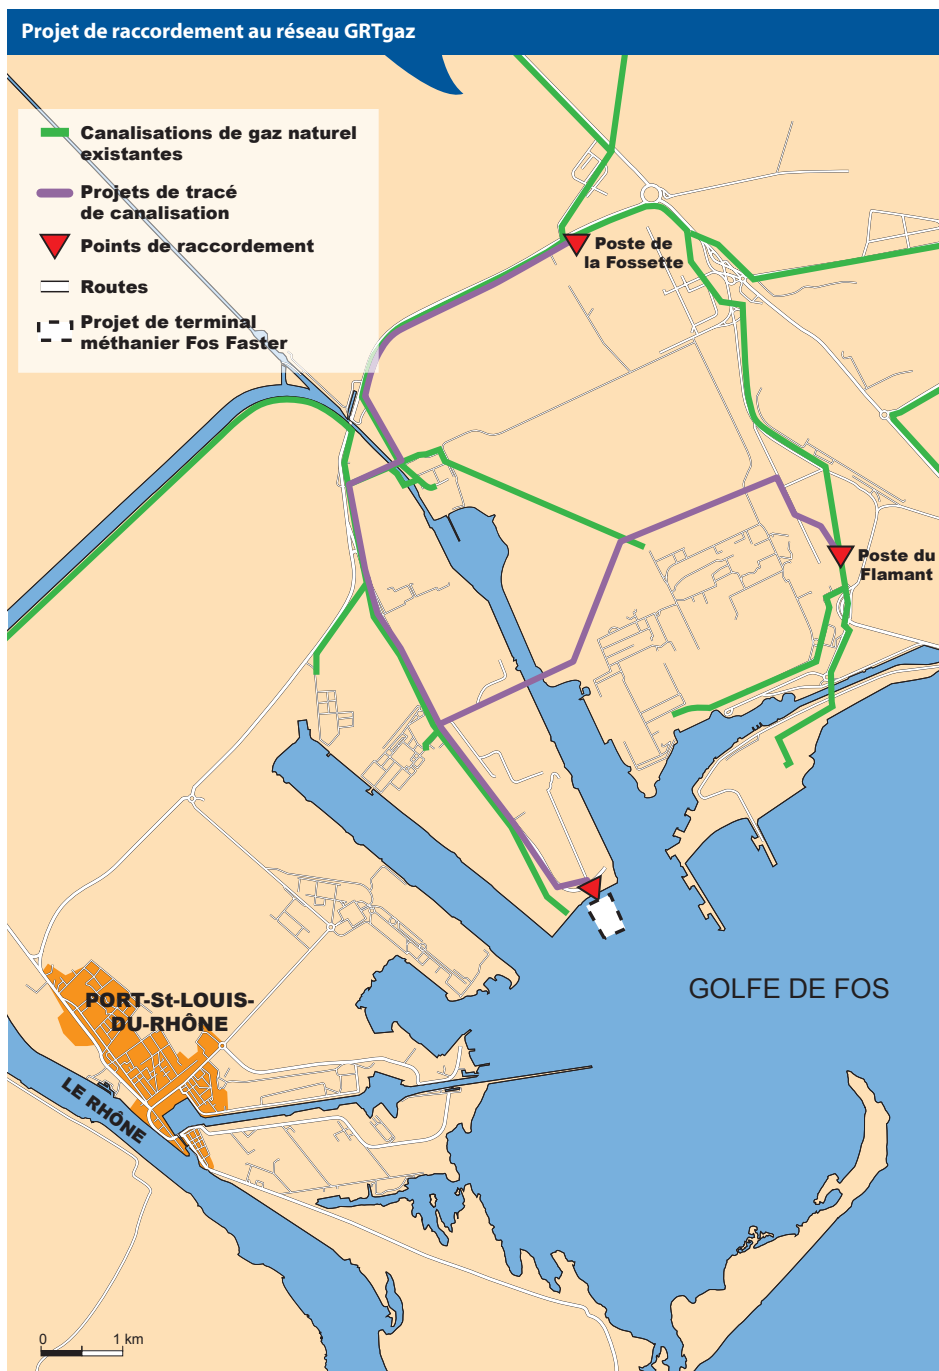 Projet de raccordement au réseau GRTgaz
Canalisations de gaz naturel
existantes
Projets de tracé
de canalisation
Points de raccordement
Routes
Projet de terminal
méthanier Fos Faster
Poste de
la Fossette
Poste du
Flamant
GOLFE DE FOS
PORT-St-LOUIS-
DU-RHÔNE
LE RHÔNE
0 1 km